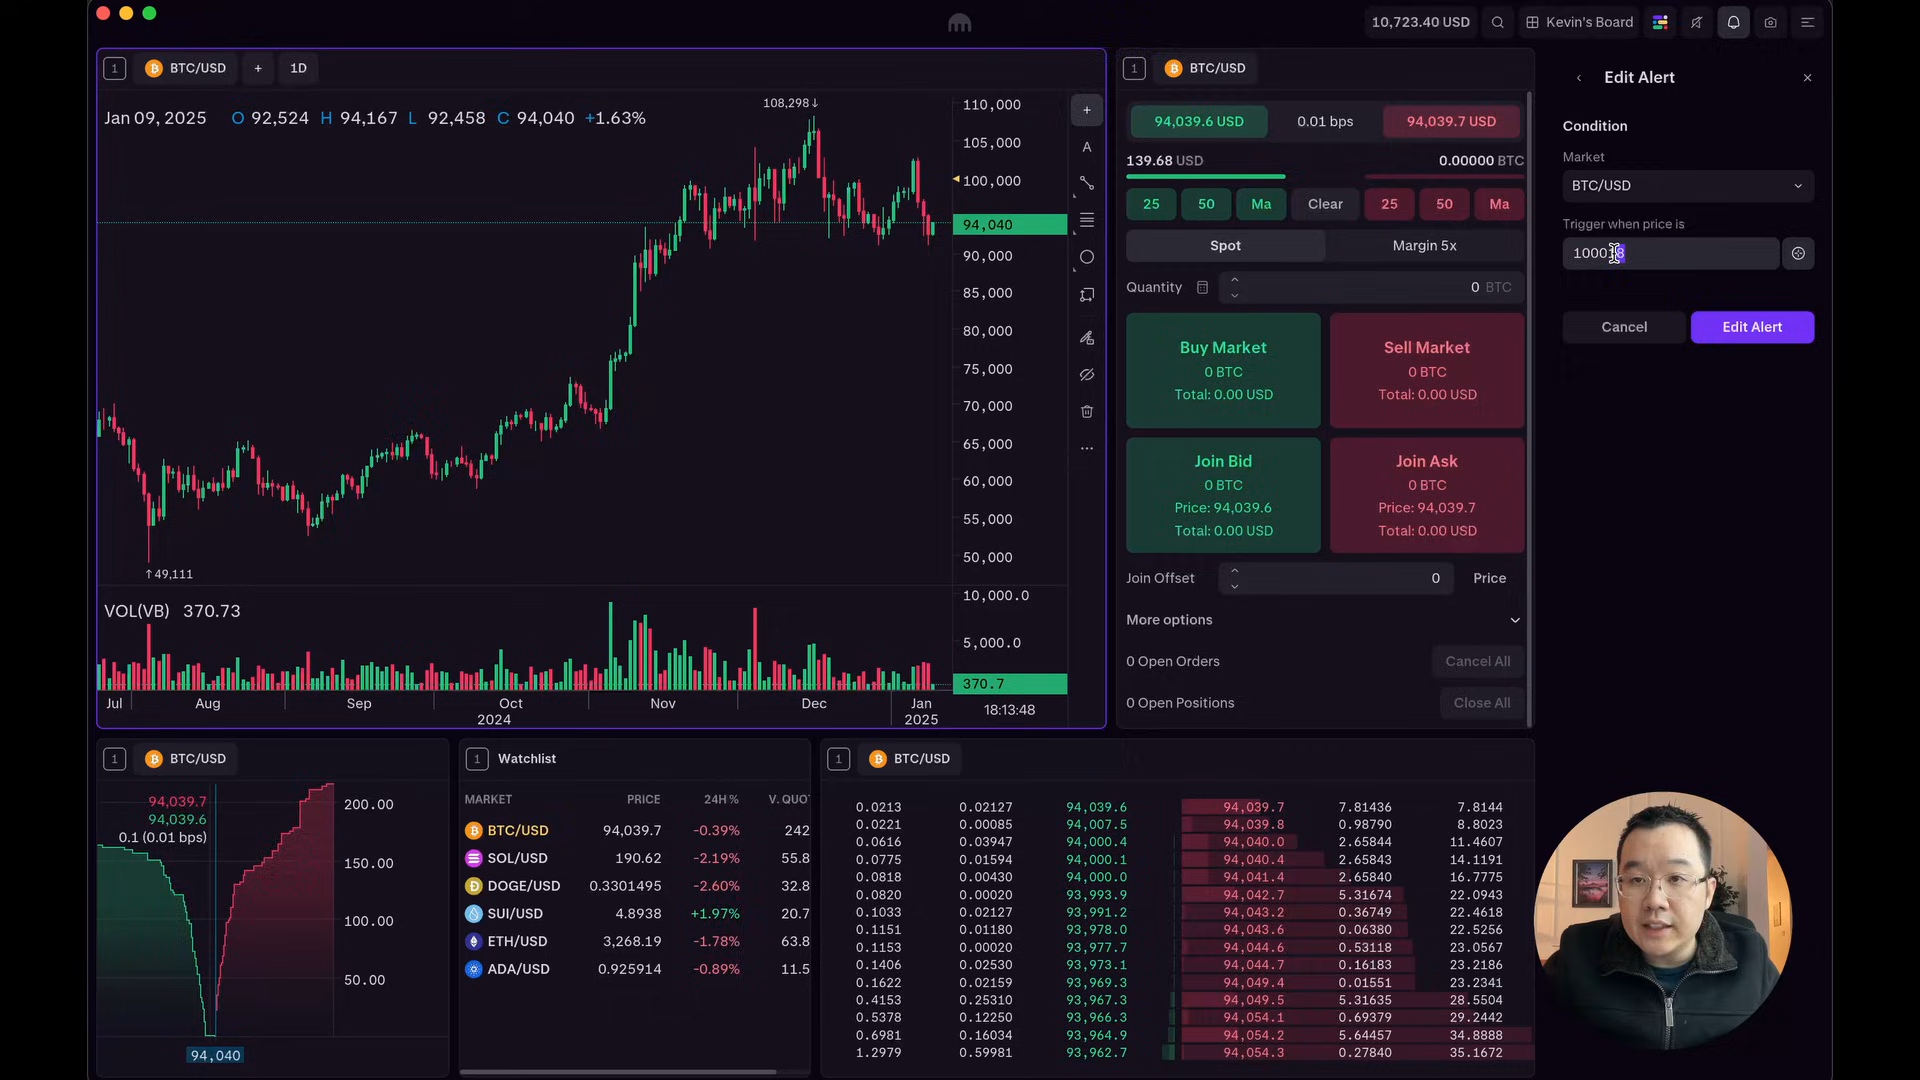 10,723.40 USD
Kevin's Board
1
BTC/USD
+
1D
Jan 09, 2025 O 92,524 H 94,167 L 92,458 C 94,040 +1.63%
108,298↓
↑49,111
110,000
105,000
100,000
94,040
90,000
85,000
80,000
75,000
70,000
65,000
60,000
55,000
50,000
VOL(VB) 370.73
10,000.0
5,000.0
370.7
Jul
Aug
Sep
Oct
Nov
Dec
Jan
2024
2025
18:13:48
+
A
1
BTC/USD
94,039.6 USD
0.01 bps
94,039.7 USD
139.68 USD
0.00000 BTC
25
50
Ma
Clear
25
50
Ma
Spot
Margin 5x
Quantity
0 BTC
Buy Market
0 BTC
Total: 0.00 USD
Sell Market
0 BTC
Total: 0.00 USD
Join Bid
0 BTC
Price: 94,039.6
Total: 0.00 USD
Join Ask
0 BTC
Price: 94,039.7
Total: 0.00 USD
Join Offset
0
Price
More options
0 Open Orders
Cancel All
0 Open Positions
Close All
Edit Alert
Condition
Market
BTC/USD
Trigger when price is
Cancel
Edit Alert
1
BTC/USD
94,039.7
94,039.6
0.1 (0.01 bps)
200.00
150.00
100.00
50.00
94,040
1
Watchlist
MARKET PRICE 24H % V. QUO
BTC/USD 94,039.7 -0.39% 242
SOL/USD 190.62 -2.19% 55.8
DOGE/USD 0.3301495 -2.60% 32.8
SUI/USD 4.8938 +1.97% 20.7
ETH/USD 3,268.19 -1.78% 63.8
ADA/USD 0.925914 -0.89% 11.5
1
BTC/USD
0.0213 0.02127 94,039.6 94,039.7 7.81436 7.8144
0.0221 0.00085 94,007.5 94,039.8 0.98790 8.8023
0.0616 0.03947 94,000.4 94,040.0 2.65844 11.4607
0.0775 0.01594 94,000.1 94,040.4 2.65843 14.1191
0.0818 0.00430 94,000.0 94,041.4 2.65840 16.7775
0.0820 0.00020 93,993.9 94,042.7 5.31674 22.0943
0.1033 0.02127 93,991.2 94,043.2 0.36749 22.4618
0.1151 0.01180 93,978.0 94,043.6 0.06380 22.5256
0.1153 0.00020 93,977.7 94,044.6 0.53118 23.0567
0.1406 0.02530 93,973.1 94,044.7 0.16183 23.2186
0.1622 0.02159 93,969.3 94,049.4 0.01551 23.2341
0.4153 0.25310 93,967.3 94,049.5 5.31635 28.5504
0.5378 0.12250 93,966.3 94,054.1 0.69379 29.2442
0.6981 0.16034 93,964.9 94,054.2 5.64457 34.8888
1.2979 0.59981 93,962.7 94,054.3 0.27840 35.1672